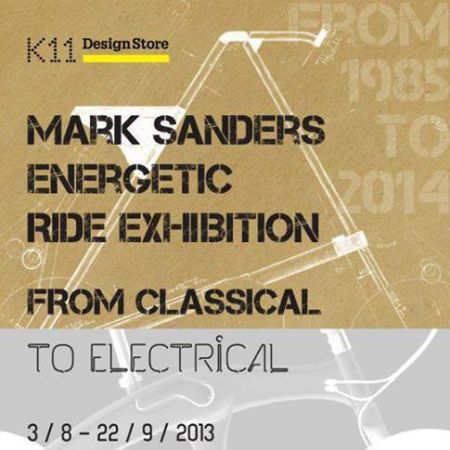 K11 Design Store
FROM
1985
TO
2014
MARK SANDERS
ENERGETIC
RIDE EXHIBITION
FROM CLASSICAL
TO ELECTRICAL
3 / 8 – 22 / 9 / 2013